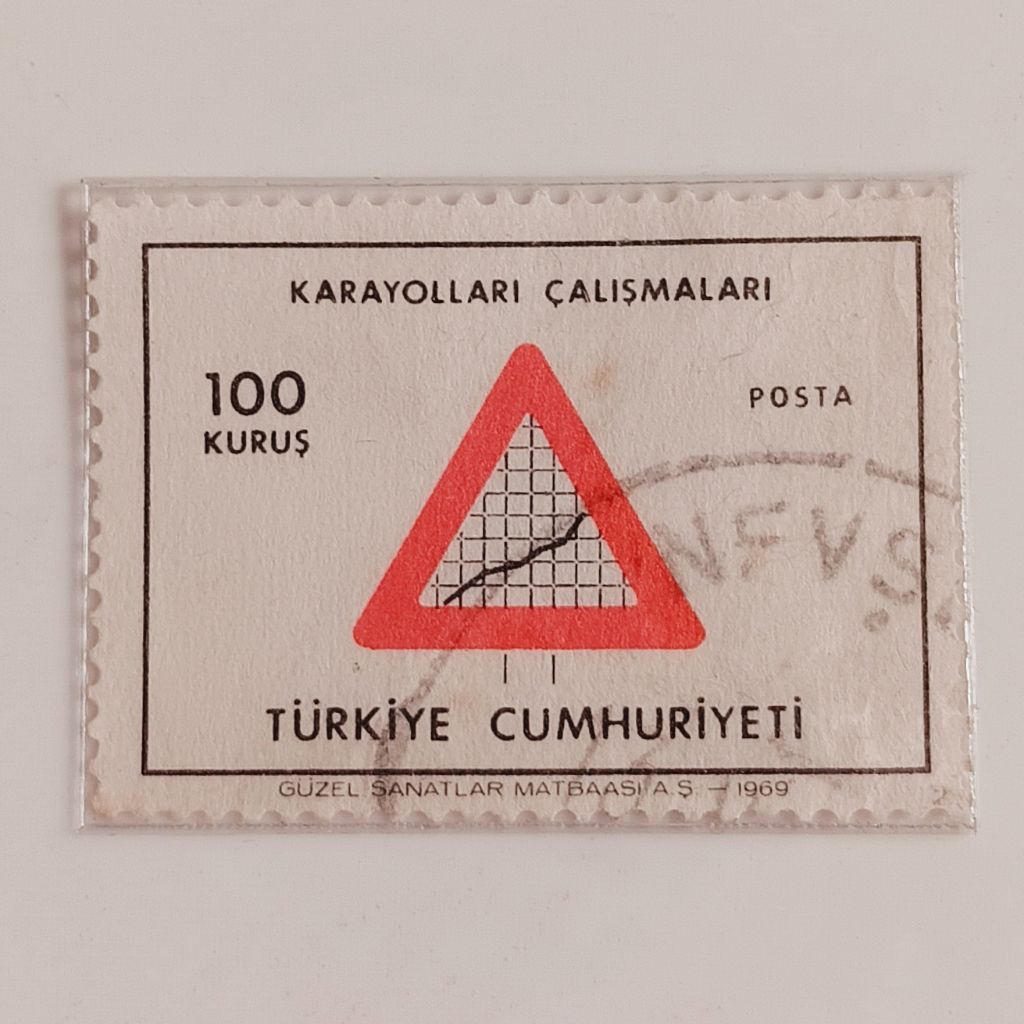 KARAYOLLARI ÇALIŞMALARI
100
KURUŞ
POSTA
TÜRKİYE CUMHURİYETİ
GÜZEL SANATLAR MATBAASI A.Ş. — 1969